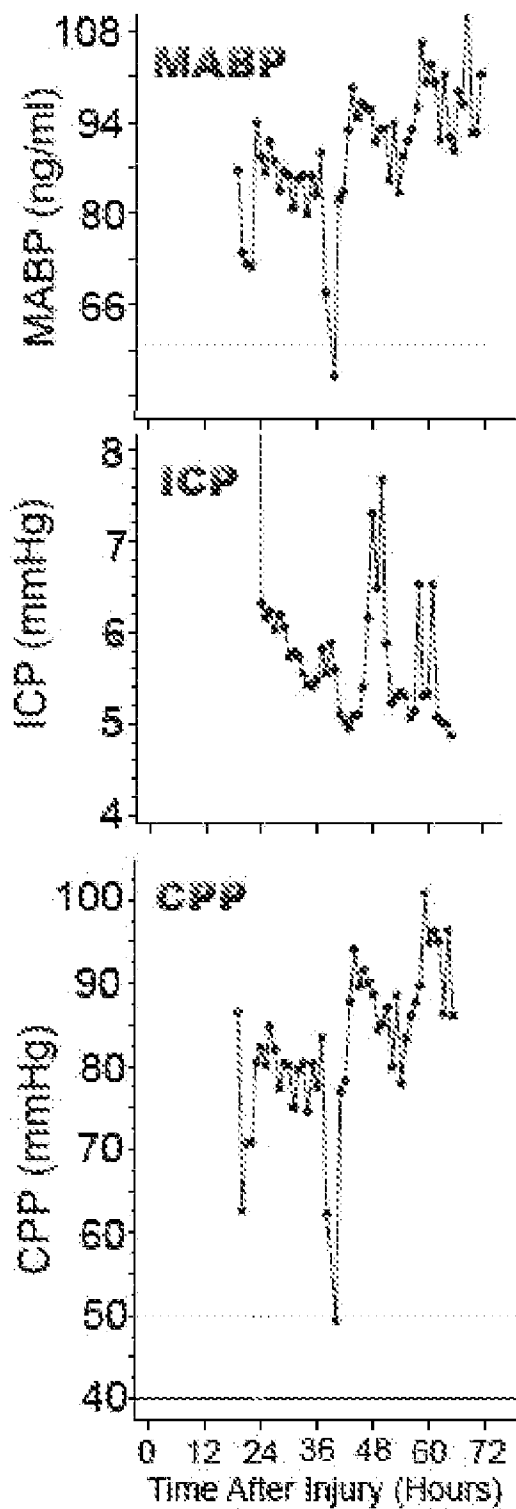 MABP
MABP (ng/ml)
108
94
80
66
ICP
ICP (mmHg)
8
7
6
5
4
CPP
CPP (mmHg)
100
90
80
70
60
50
40
0 12 24 36 48 60 72
Time After Injury (Hours)